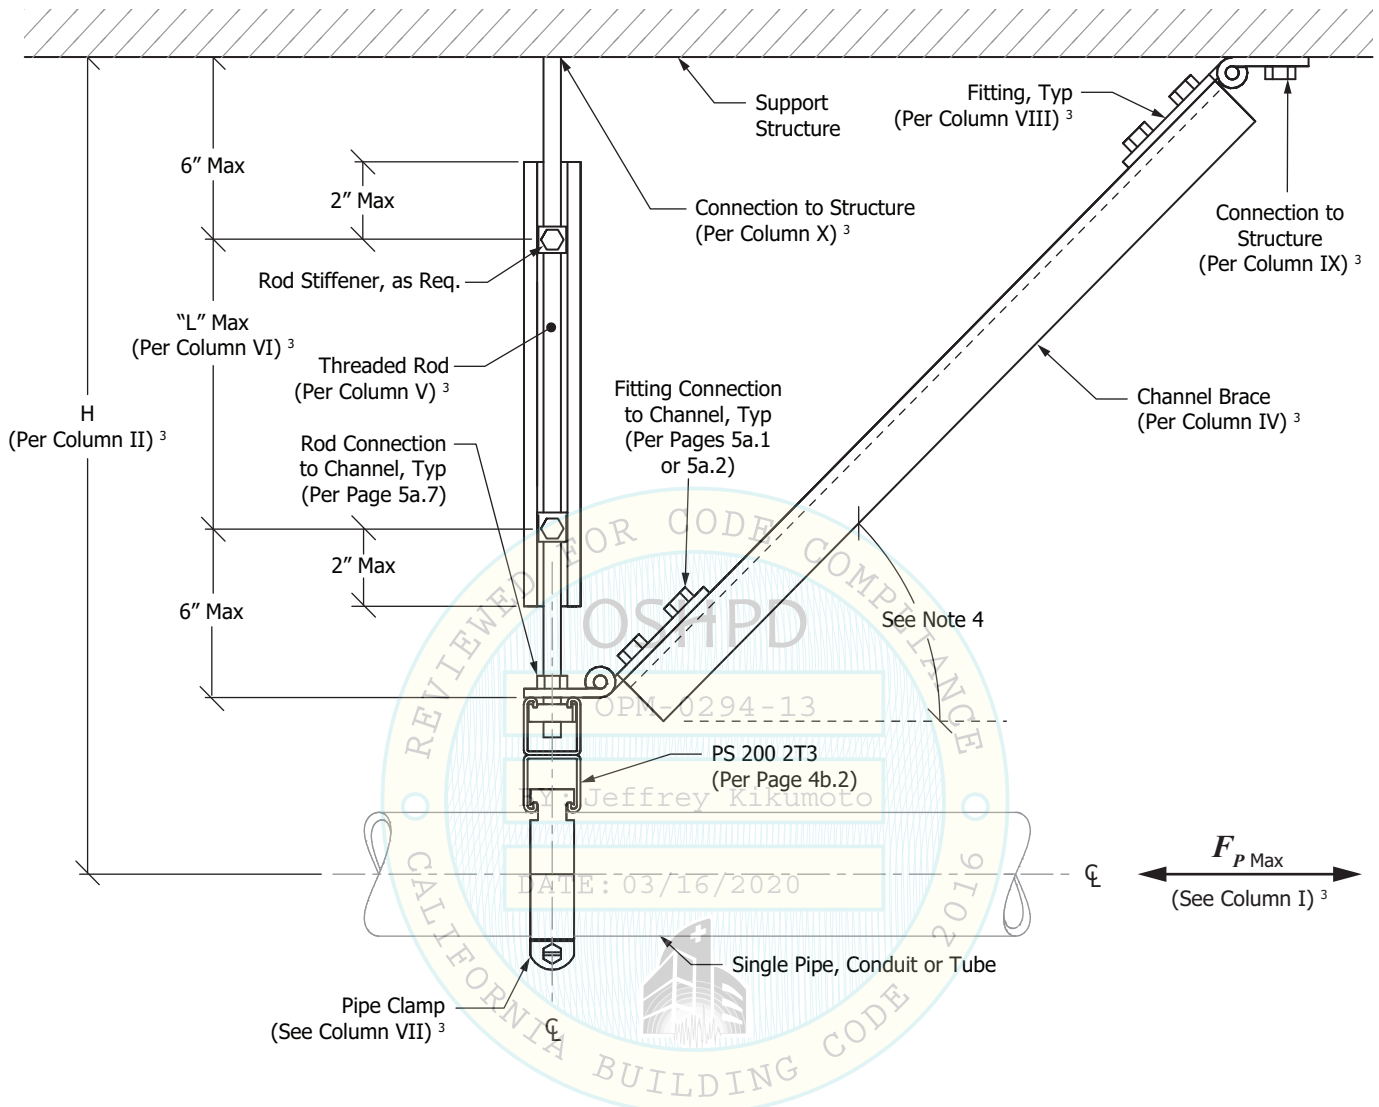 6” Max
2” Max
Support
Structure
Fitting, Typ
(Per Column VIII) 3
Connection to Structure
(Per Column X) 3
Connection to
Structure
(Per Column IX) 3
Rod Stiffener, as Req.
“L” Max
(Per Column VI) 3
Threaded Rod
(Per Column V) 3
Fitting Connection
to Channel, Typ
(Per Pages 5a.1
or 5a.2)
Channel Brace
(Per Column IV) 3
H
(Per Column II) 3
Rod Connection
to Channel, Typ
(Per Page 5a.7)
2” Max
6” Max
See Note 4
PS 200 2T3
(Per Page 4b.2)
℄
FP Max
(See Column I) 3
Single Pipe, Conduit or Tube
Pipe Clamp
(See Column VII) 3
℄
REVIEWED FOR CODE COMPLIANCE
OSHPD
OPM-0294-13
BY: Jeffrey Kikumoto
DATE: 03/16/2020
CALIFORNIA BUILDING CODE 2016